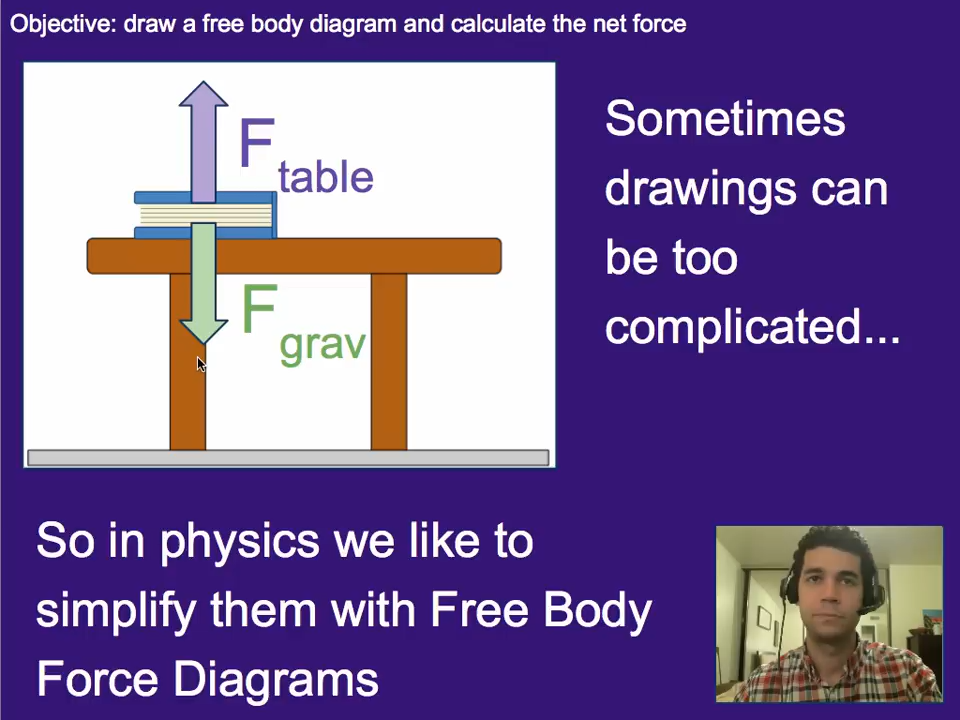 Objective: draw a free body diagram and calculate the net force
F table
F grav
Sometimes
drawings can
be too
complicated...
So in physics we like to
simplify them with Free Body
Force Diagrams